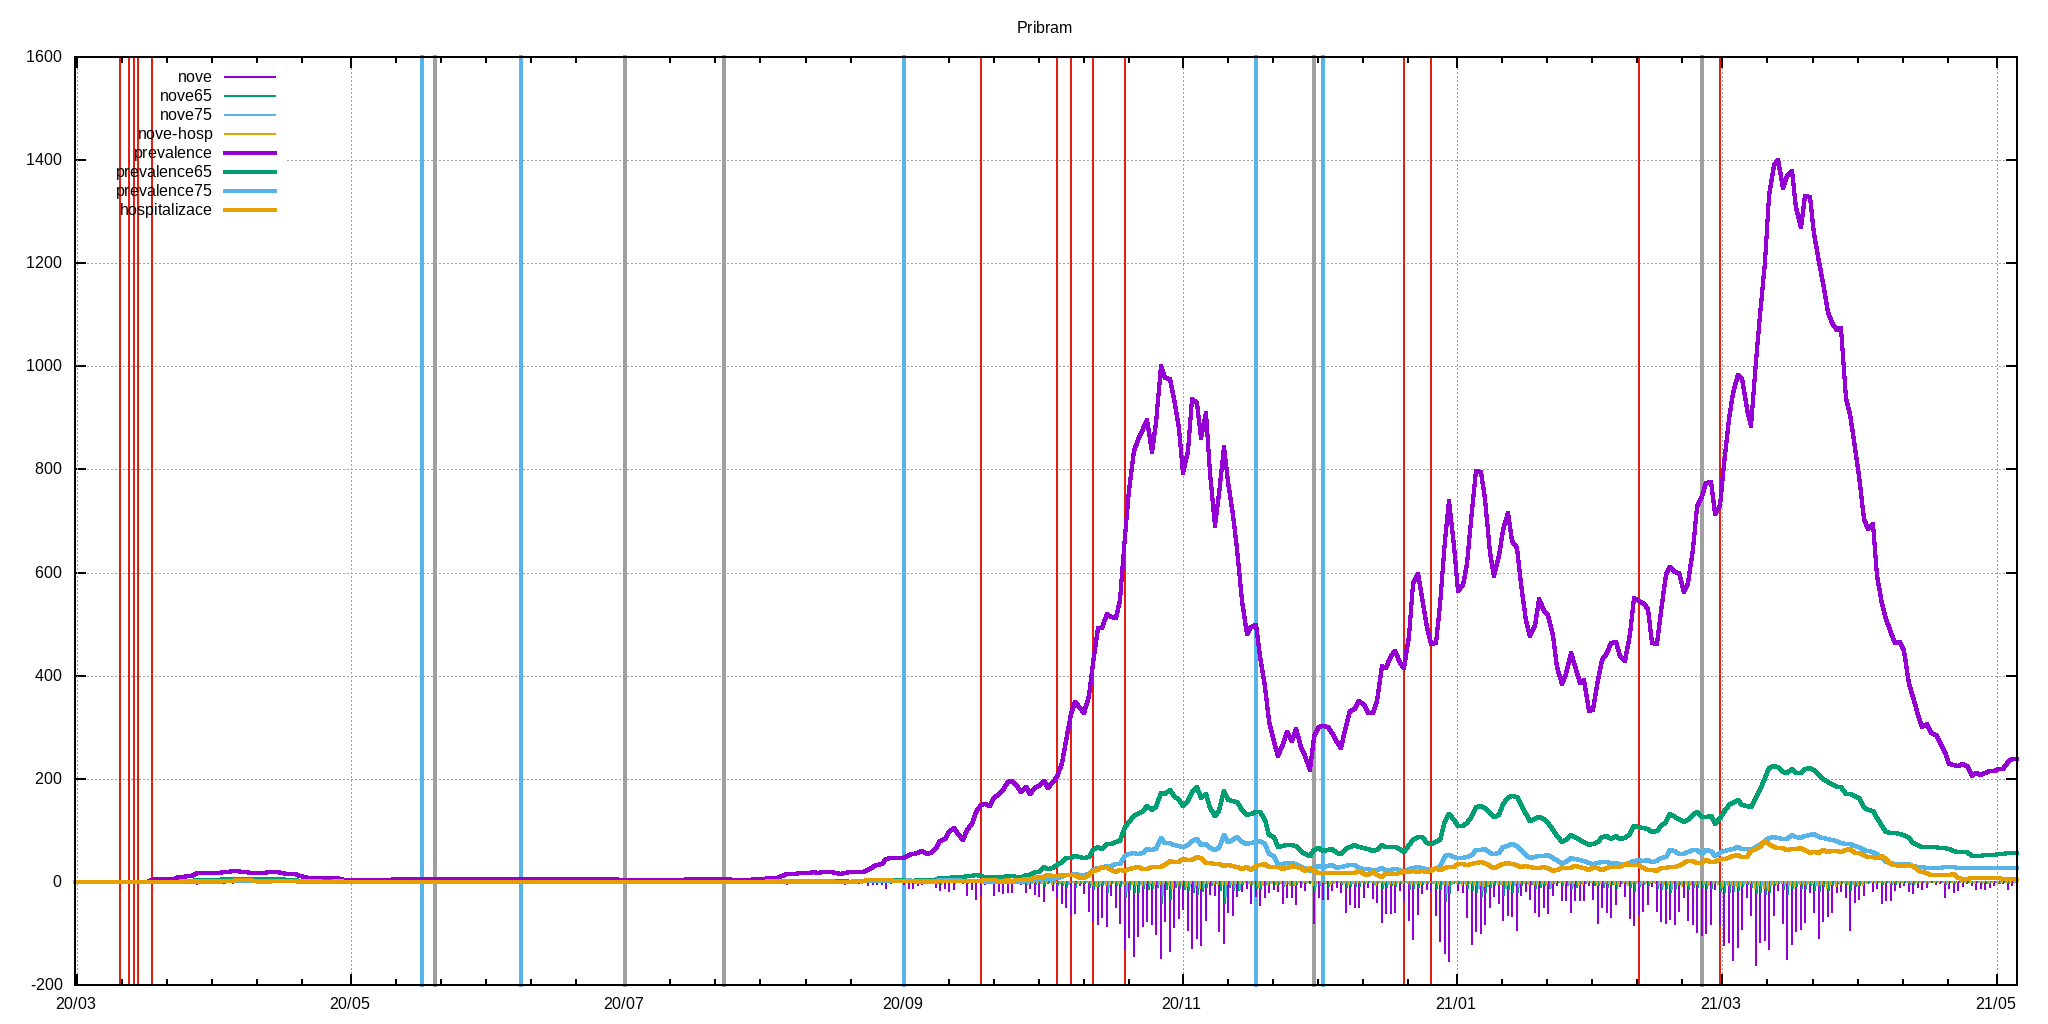 Pribram
1600
1400
1200
1000
800
600
400
200
0
-200
nove
nove65
nove75
nove-hosp
prevalence
prevalence65
prevalence75
hospitalizace
20/03 20/05 20/07 20/09 20/11 21/01 21/03 21/05